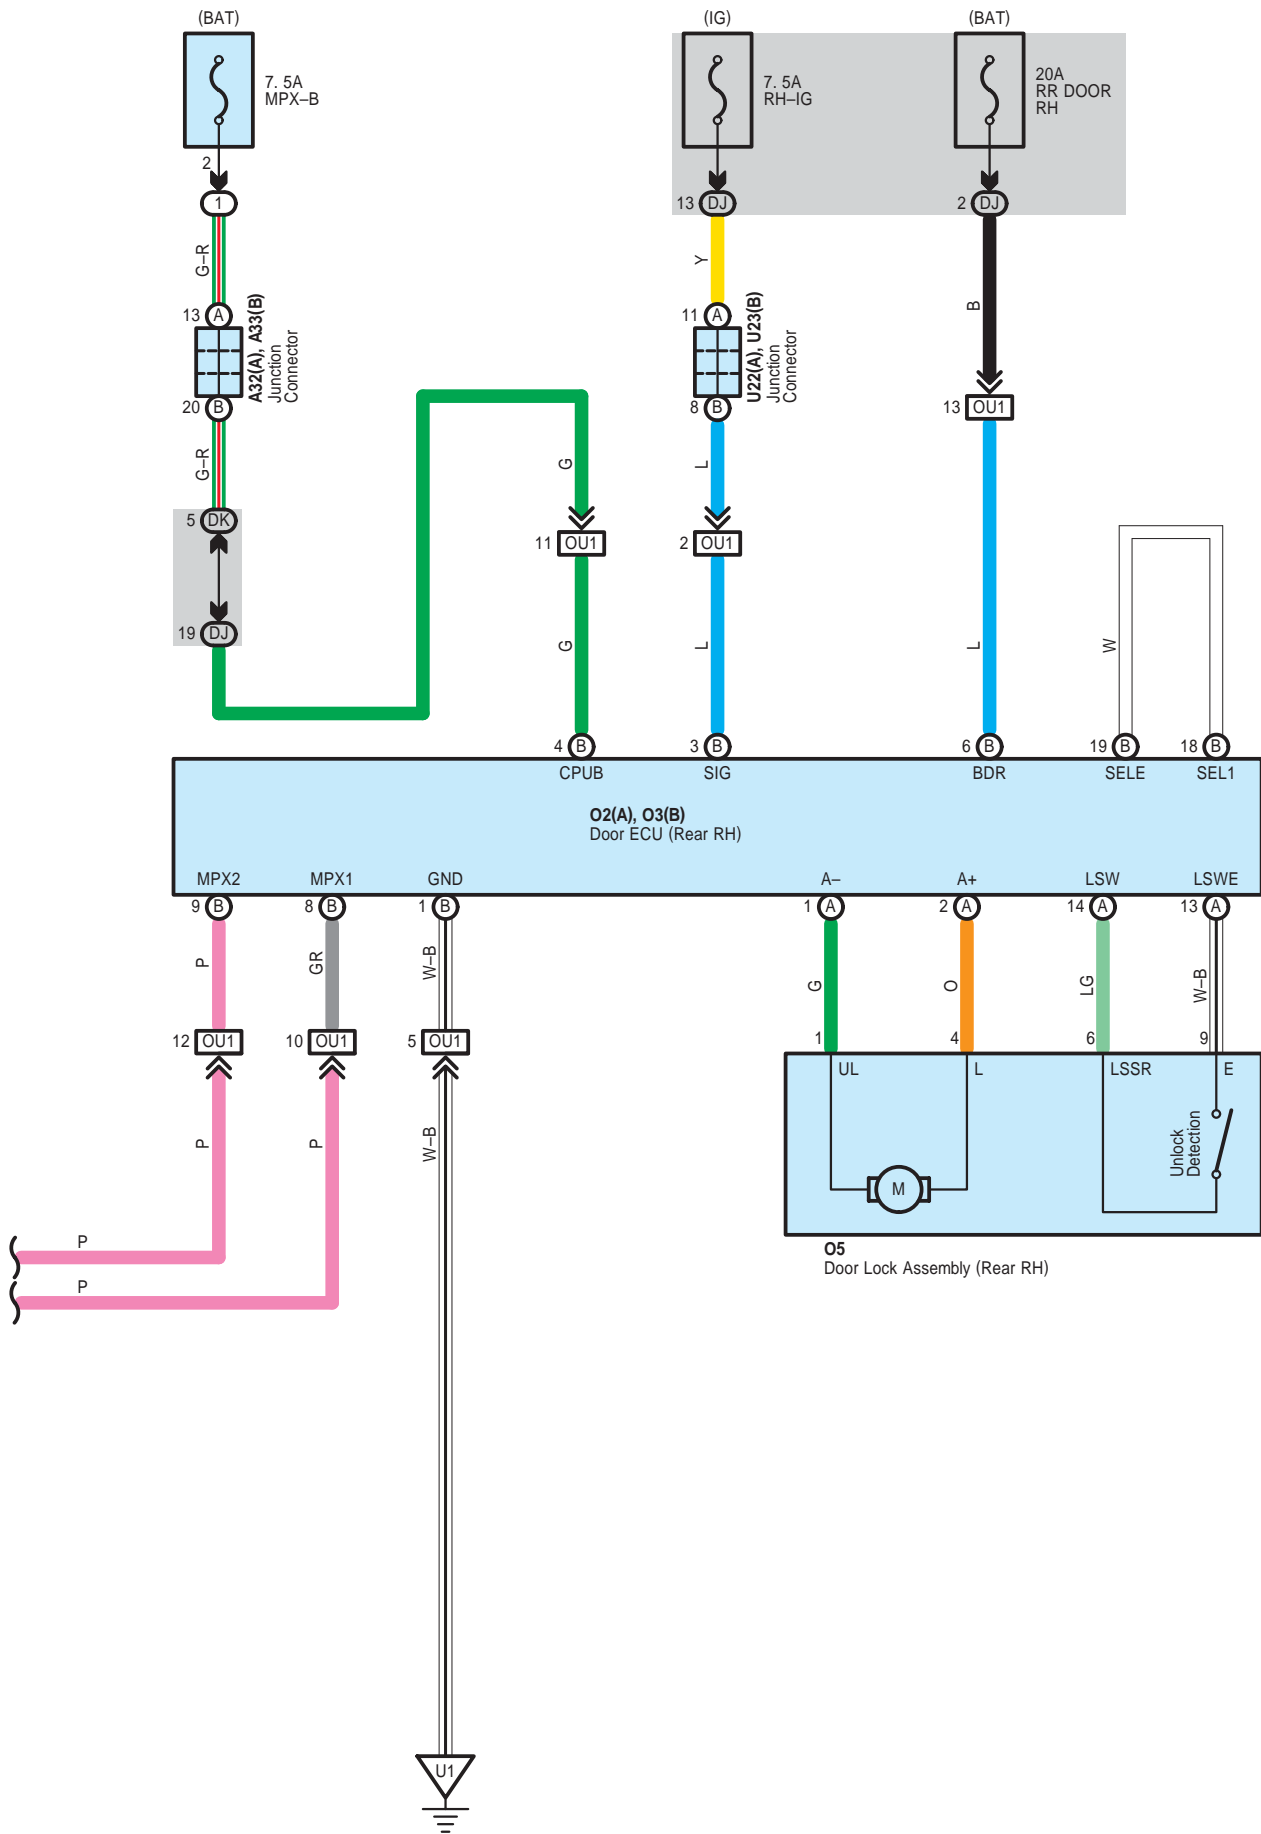 (BAT)
(IG)
(BAT)
7. 5A
MPX–B
7. 5A
RH–IG
20A
RR DOOR
RH
2
1
13 DJ
2 DJ
G–R
Y
B
13 A
A32(A), A33(B)
Junction
Connector
11 A
U22(A), U23(B)
Junction
Connector
20 B
8 B
13 OU1
G–R
G
L
5 DK
11 OU1
2 OU1
19 DJ
G
L
L
W
4 B
3 B
6 B
19 B
18 B
CPUB
SIG
BDR
SELE
SEL1
O2(A), O3(B)
Door ECU (Rear RH)
MPX2
MPX1
GND
A–
A+
LSW
LSWE
9 B
8 B
1 B
1 A
2 A
14 A
13 A
P
GR
W–B
G
O
LG
W–B
12 OU1
10 OU1
5 OU1
1
4
6
9
UL
L
LSSR
E
P
P
W–B
Unlock
Detection
M
P
P
O5
Door Lock Assembly (Rear RH)
U1